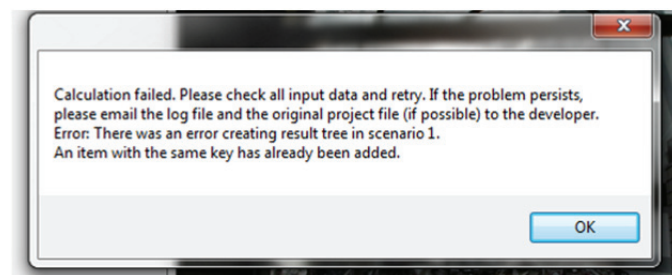 Calculation failed. Please check all input data and retry. If the problem persists,
please email the log file and the original project file (if possible) to the developer.
Error: There was an error creating result tree in scenario 1.
An item with the same key has already been added.
OK